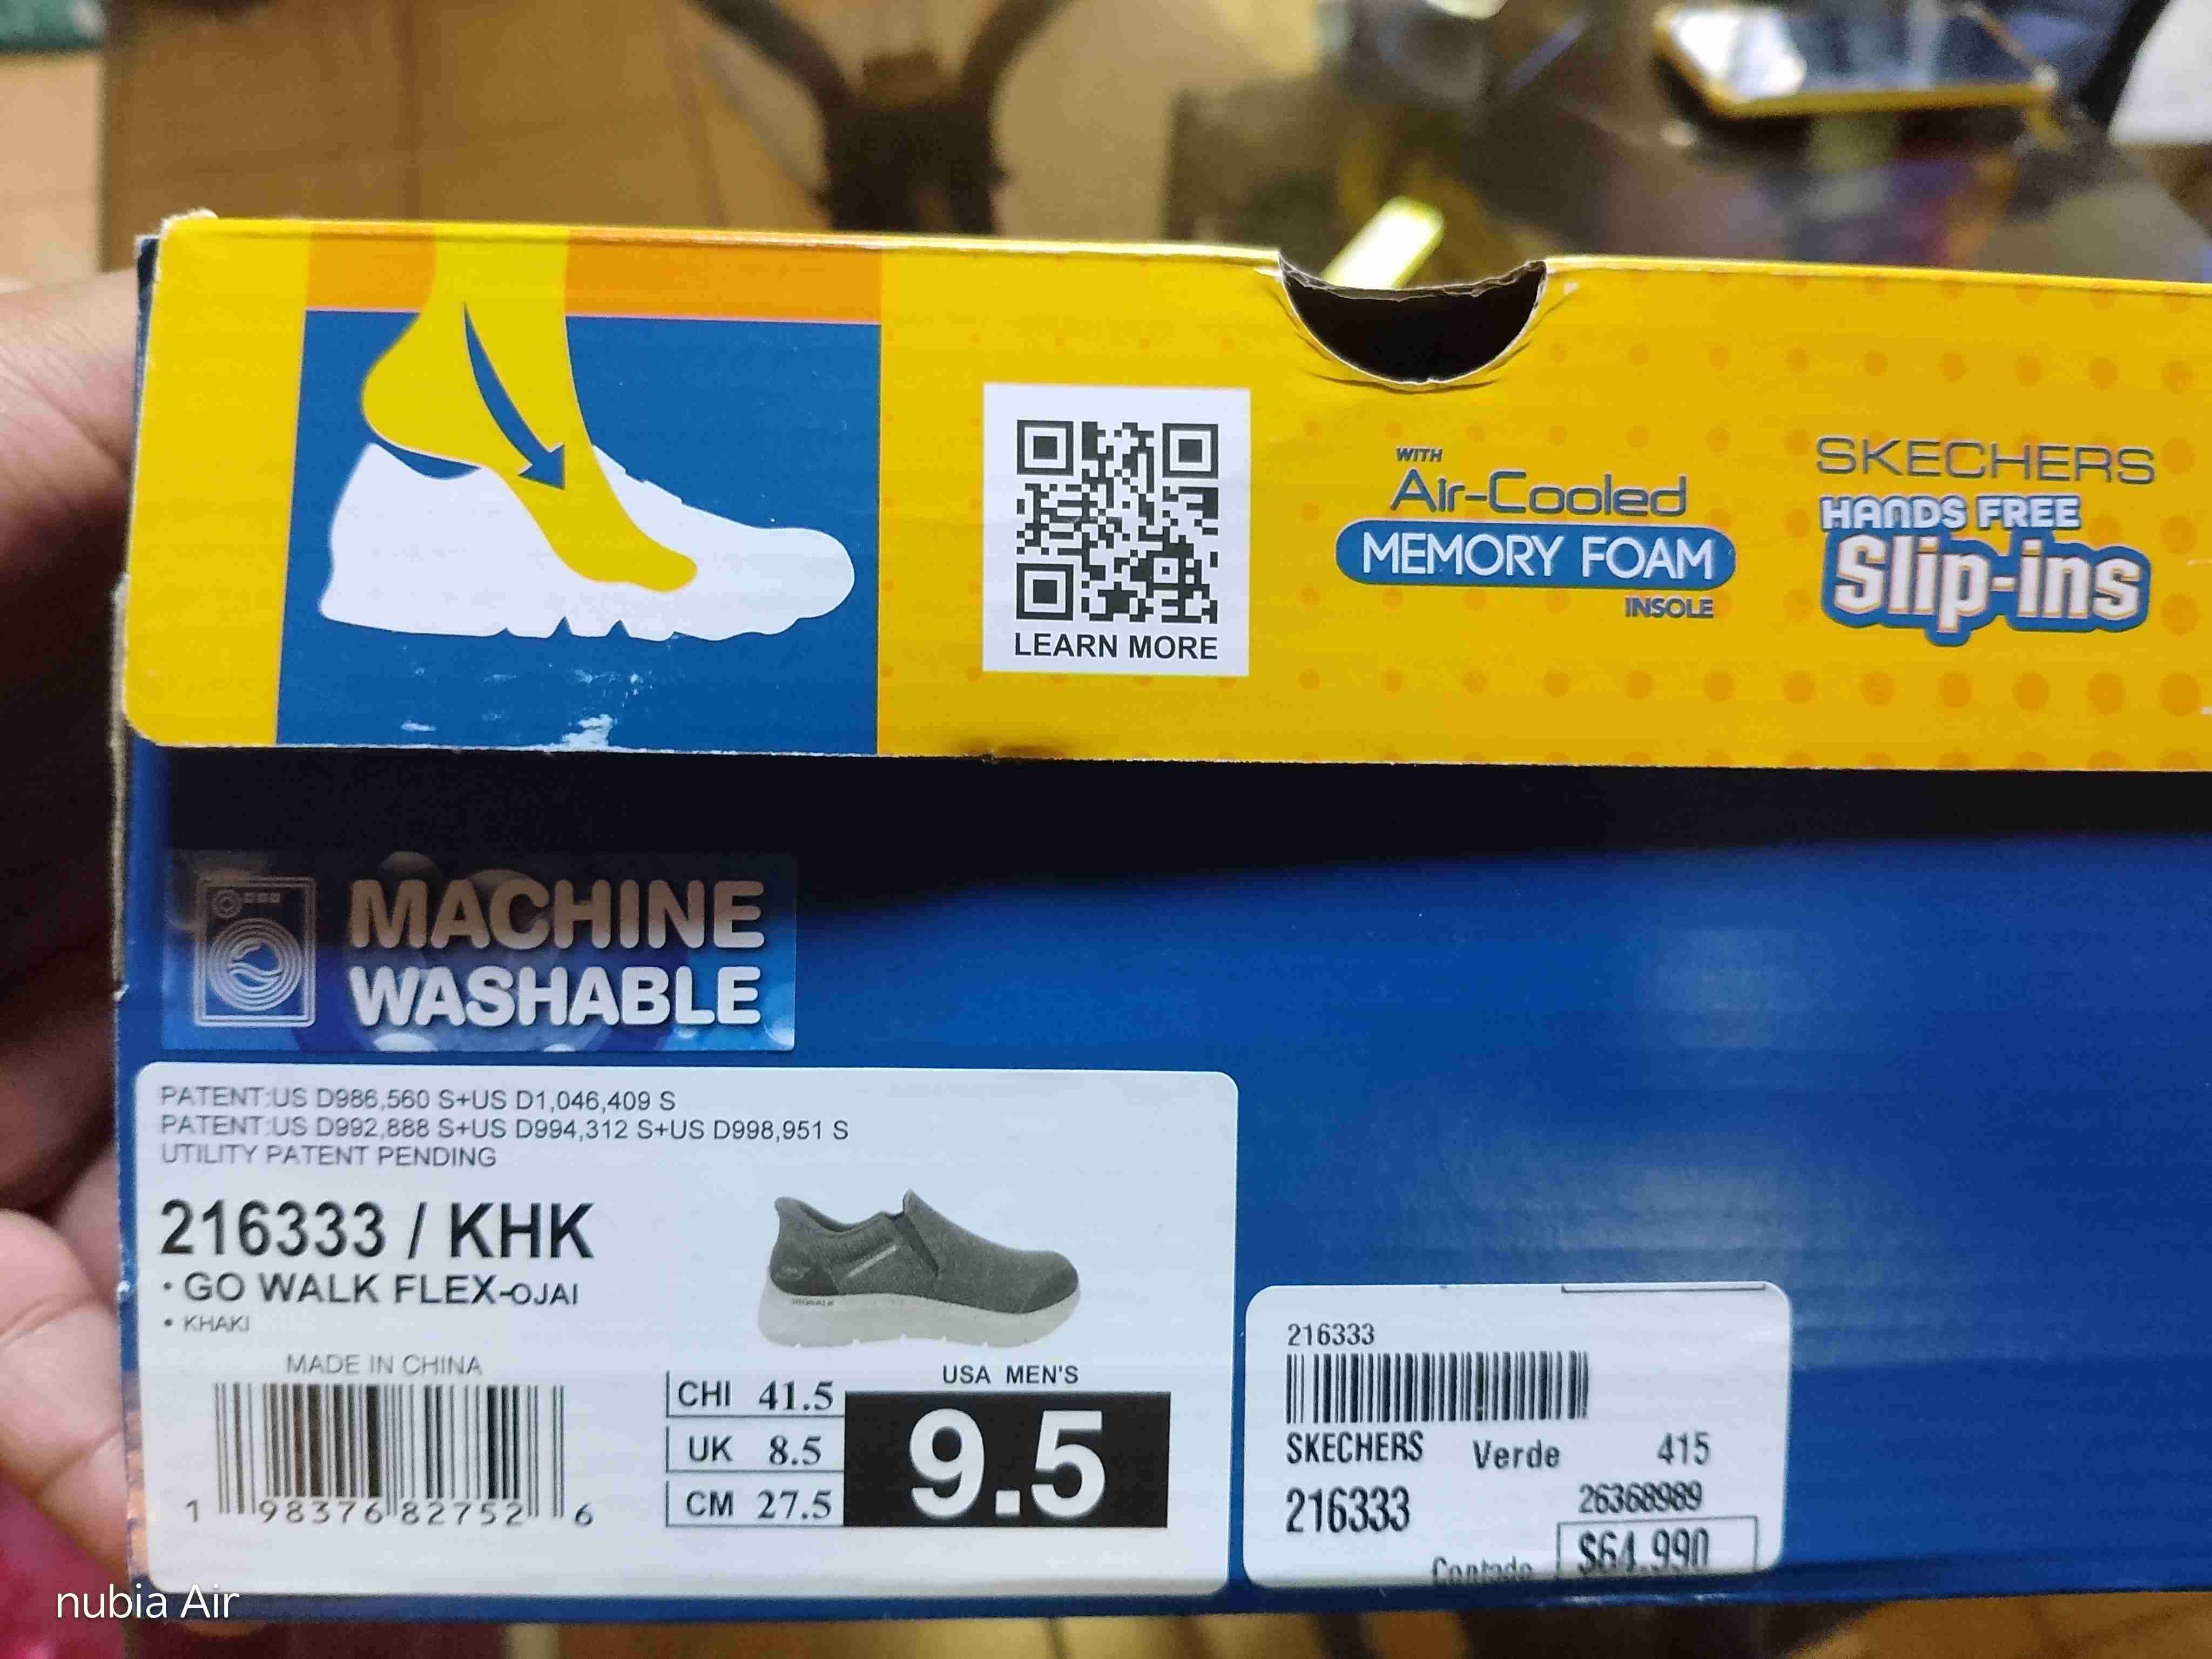 WITH
Air-Cooled
MEMORY FOAM
INSOLE
SKECHERS
HANDS FREE
Slip-ins
LEARN MORE
MACHINE
WASHABLE
PATENT:US D986,560 S+US D1,046,409 S
PATENT:US D992,888 S+US D994,312 S+US D998,951 S
UTILITY PATENT PENDING
216333 / KHK
• GO WALK FLEX-OJAI
• KHAKI
MADE IN CHINA
1 98376 82752 6
USA MEN'S
CHI 41.5
UK 8.5
CM 27.5
9.5
216333
SKECHERS Verde 415
26368989
216333
Contado $64.990
nubia Air